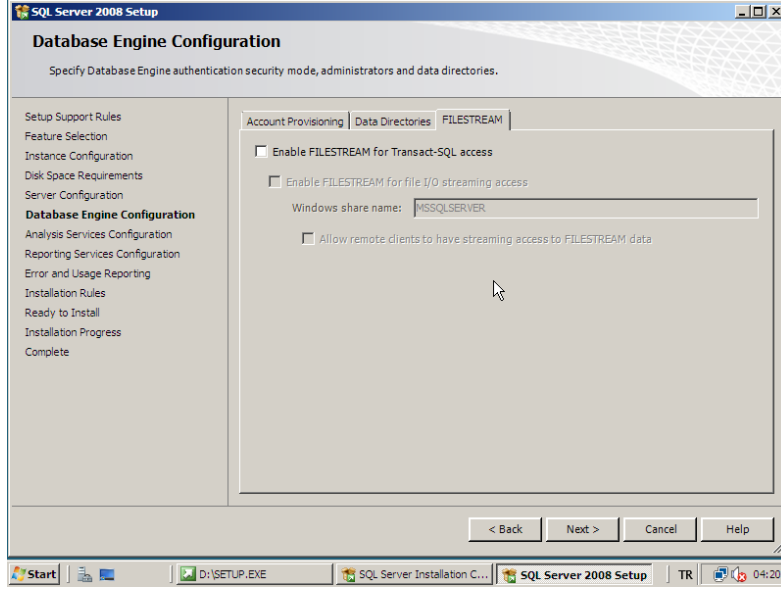 SQL Server 2008 Setup
Database Engine Configuration
Specify Database Engine authentication security mode, administrators and data directories.
Setup Support Rules
Feature Selection
Instance Configuration
Disk Space Requirements
Server Configuration
Database Engine Configuration
Analysis Services Configuration
Reporting Services Configuration
Error and Usage Reporting
Installation Rules
Ready to Install
Installation Progress
Complete
Account Provisioning Data Directories FILESTREAM
Enable FILESTREAM for Transact-SQL access
Enable FILESTREAM for file I/O streaming access
Windows share name: MSSQLSERVER
Allow remote clients to have streaming access to FILESTREAM data
< Back Next > Cancel Help
Start D:\SETUP.EXE SQL Server Installation C... SQL Server 2008 Setup TR 04:20